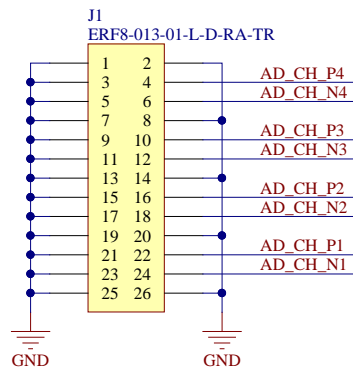 J1
ERF8-013-01-L-D-RA-TR
1 2
3 4 AD_CH_P4
5 6 AD_CH_N4
7 8
9 10 AD_CH_P3
11 12 AD_CH_N3
13 14
15 16 AD_CH_P2
17 18 AD_CH_N2
19 20
21 22 AD_CH_P1
23 24 AD_CH_N1
25 26
GND GND